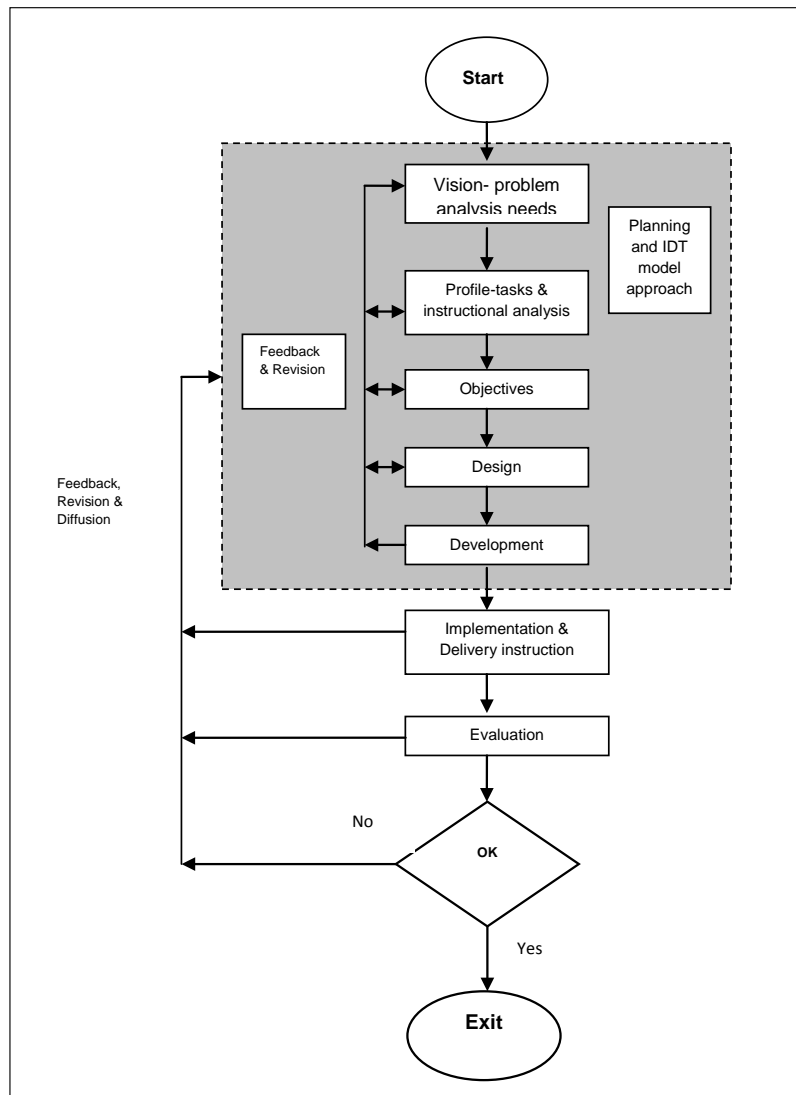 Start
Vision- problem
analysis needs
Planning
and IDT
model
approach
Profile-tasks &
instructional analysis
Feedback
& Revision
Objectives
Design
Feedback,
Revision &
Diffusion
Development
Implementation &
Delivery instruction
Evaluation
No
OK
Yes
Exit